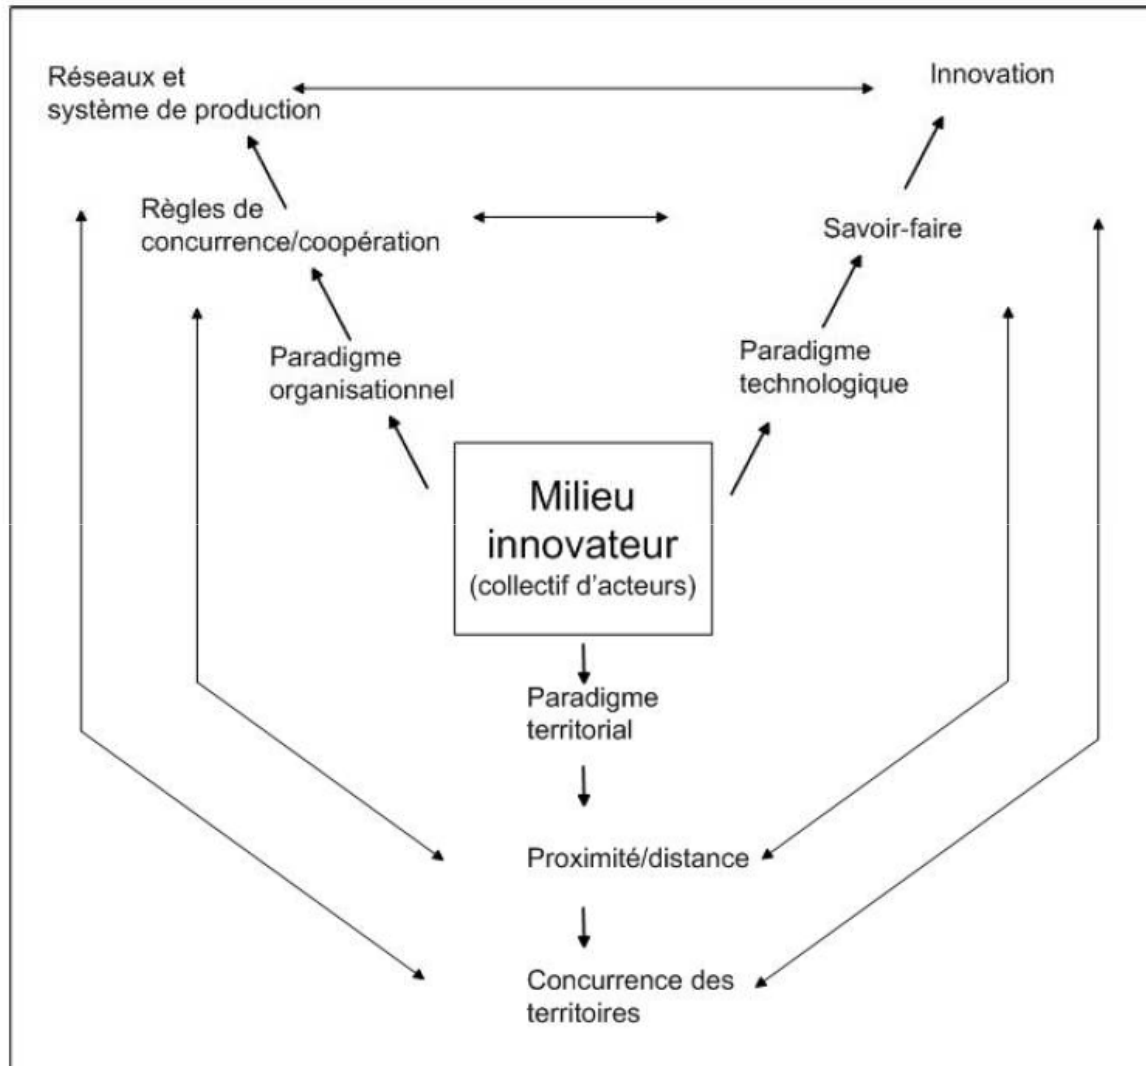 Réseaux et
système de production
Innovation
Règles de
concurrence/coopération
Savoir-faire
Paradigme
organisationnel
Paradigme
technologique
Milieu
innovateur
(collectif d'acteurs)
Paradigme
territorial
Proximité/distance
Concurrence des
territoires